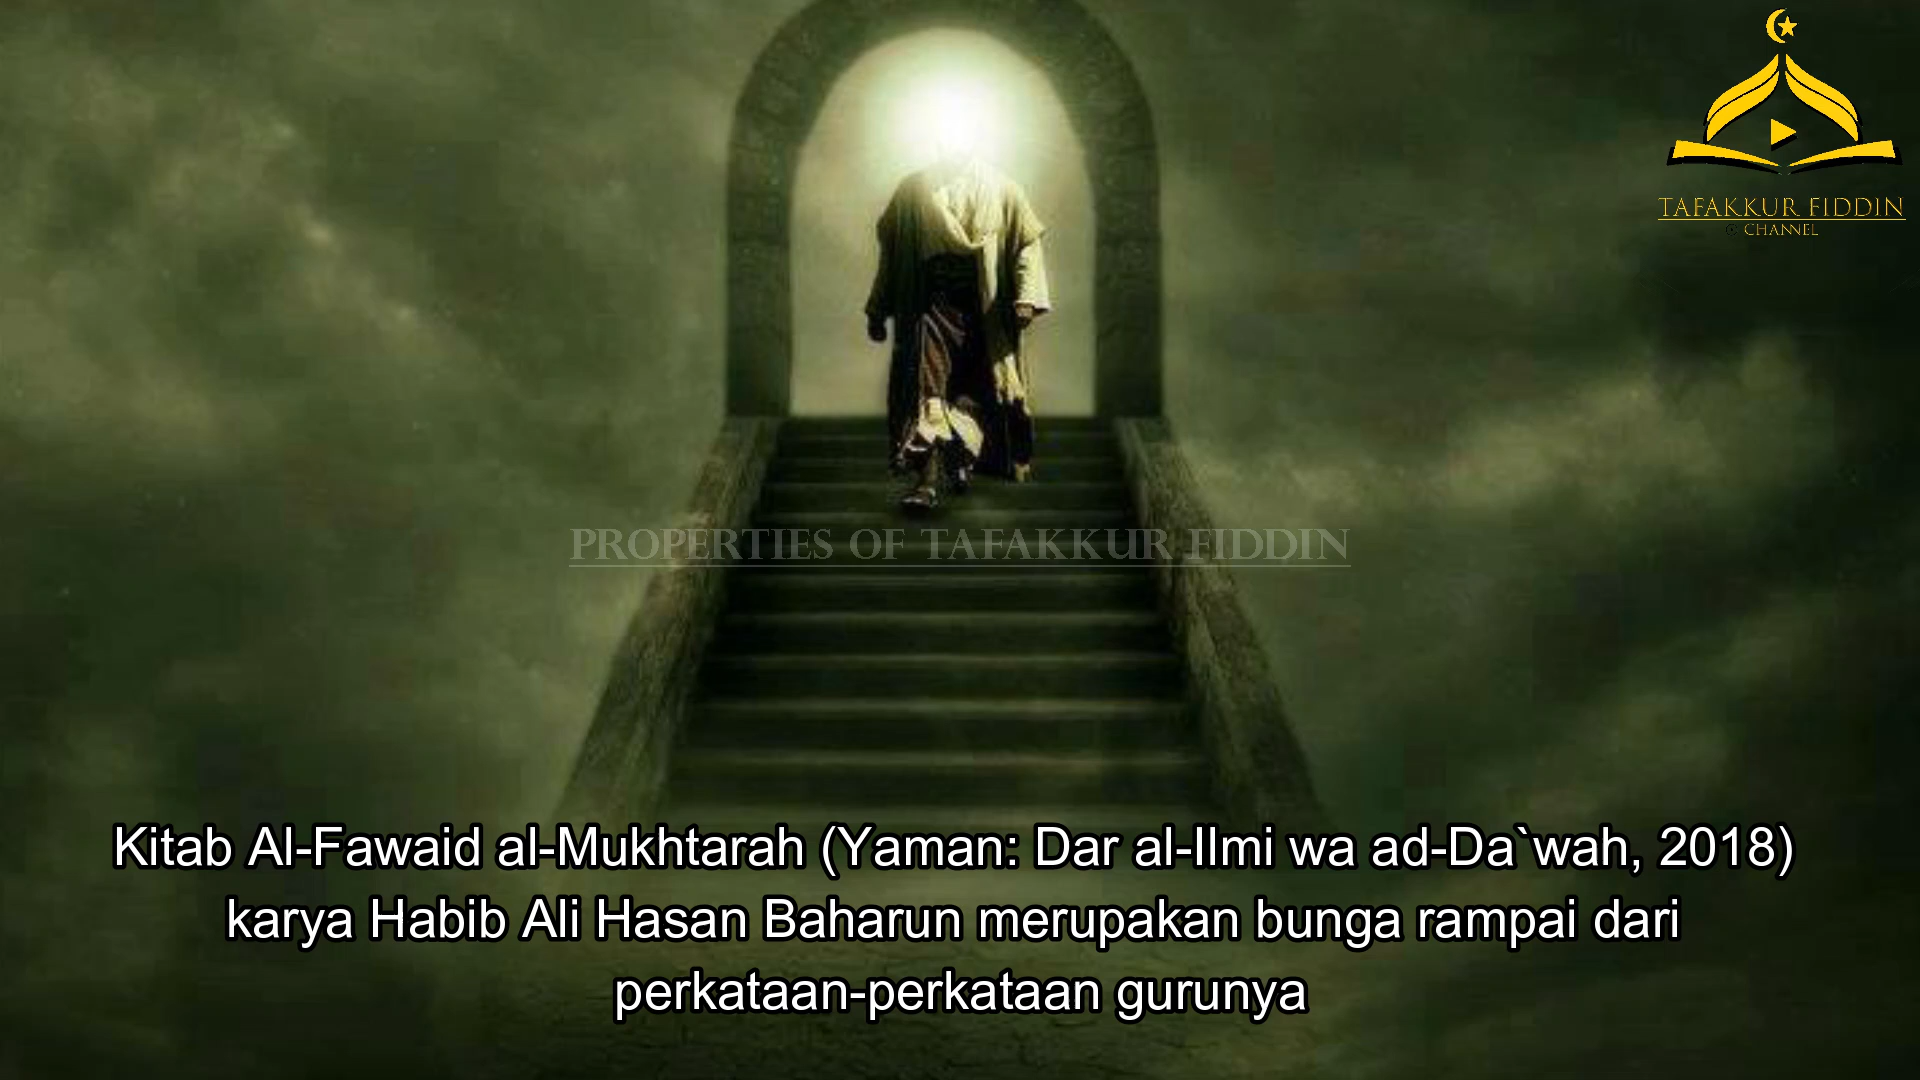 TAFAKKUR FIDDIN
CHANNEL
PROPERTIES OF TAFAKKUR FIDDIN
Kitab Al-Fawaid al-Mukhtarah (Yaman: Dar al-Ilmi wa ad-Da`wah, 2018)
karya Habib Ali Hasan Baharun merupakan bunga rampai dari
perkataan-perkataan gurunya